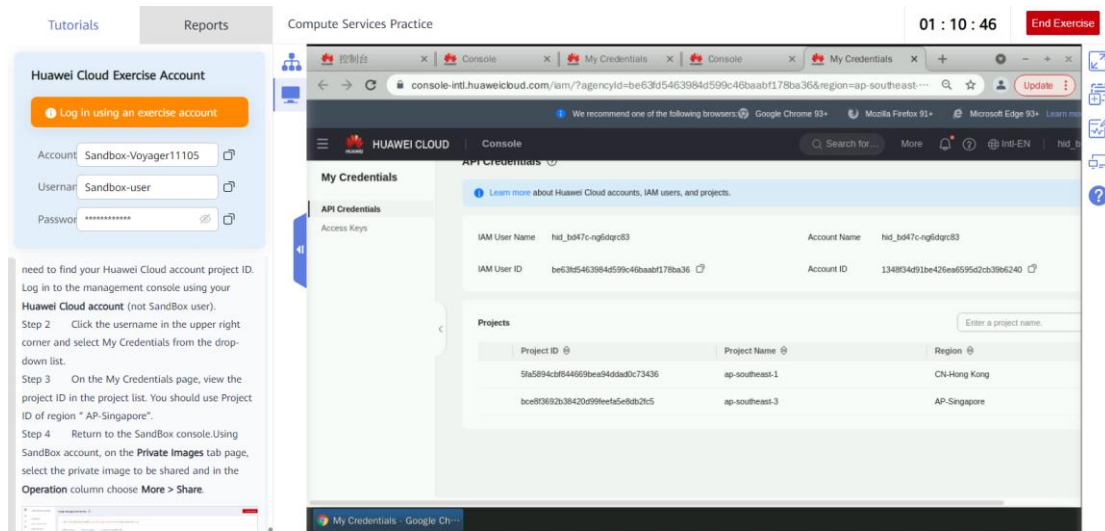 Tutorials
Reports
Compute Services Practice
01 : 10 : 46
End Exercise
Huawei Cloud Exercise Account
Log in using an exercise account
Account Sandbox-Voyager11105
Usernar Sandbox-user
Passwor ************
need to find your Huawei Cloud account project ID.
Log in to the management console using your
Huawei Cloud account (not SandBox user).
Step 2 Click the username in the upper right
corner and select My Credentials from the drop-
down list.
Step 3 On the My Credentials page, view the
project ID in the project list. You should use Project
ID of region " AP-Singapore".
Step 4 Return to the SandBox console.Using
SandBox account, on the Private Images tab page,
select the private image to be shared and in the
Operation column choose More > Share.
控制台
Console
My Credentials
Console
My Credentials
console-intl.huaweicloud.com/iam/?agencyId=be63fd5463984d599c46baabf178ba36&region=ap-southeast-···
Update
We recommend one of the following browsers: Google Chrome 93+ Mozilla Firefox 91+ Microsoft Edge 93+ Learn mo
HUAWEI CLOUD Console
Search for... More Intl-EN hid_b
My Credentials
API Credentials
Access Keys
API Credentials
Learn more about Huawei Cloud accounts, IAM users, and projects.
IAM User Name hid_bd47c-ng6dqrc83 Account Name hid_bd47c-ng6dqrc83
IAM User ID be63fd5463984d599c46baabf178ba36 Account ID 1348f34d91be426ea6595d2cb39b6240
Projects
Enter a project name.
Project ID Project Name Region
5fa5894cbf844669bea94ddad0c73436 ap-southeast-1 CN-Hong Kong
bce8f3692b38420d99feefa5e8db2fc5 ap-southeast-3 AP-Singapore
My Credentials - Google Ch···